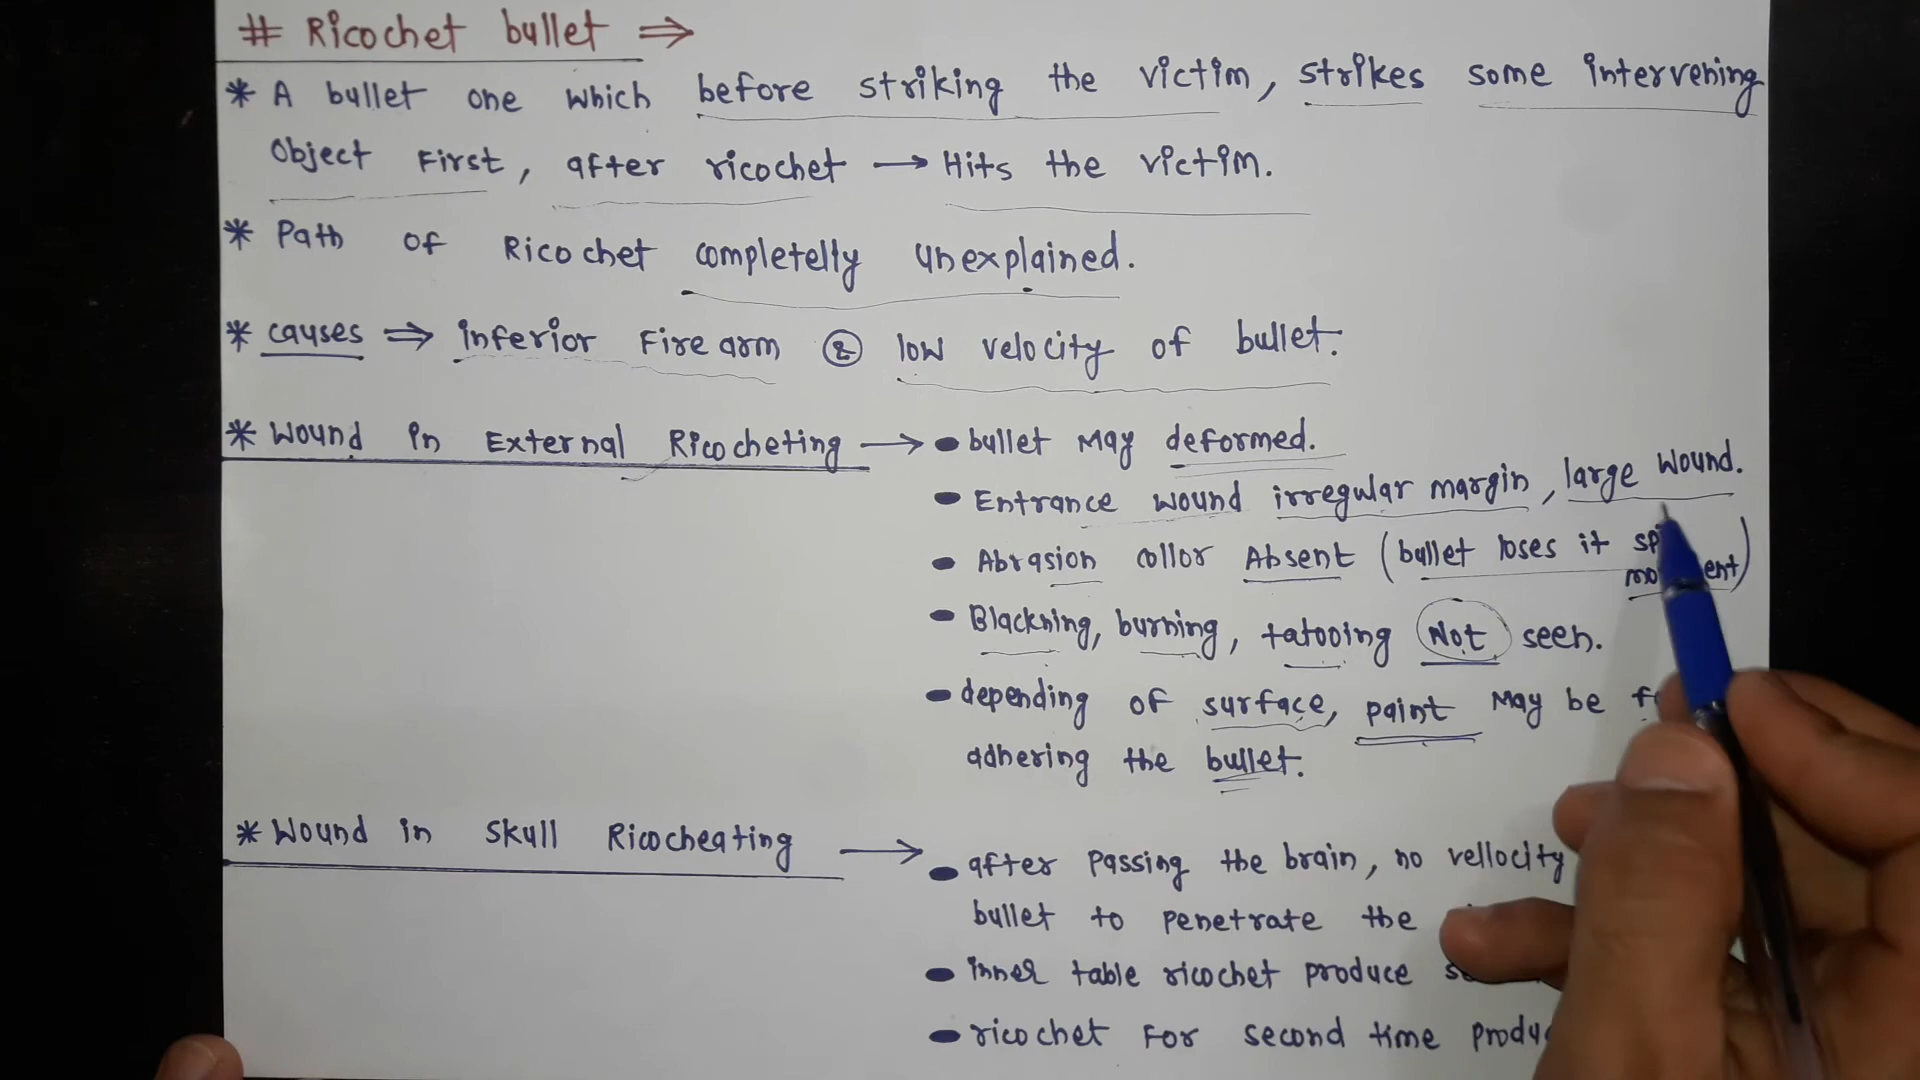 # Ricochet bullet ⇒
* A bullet one which before striking the victim, strikes some intervening
object first, after ricochet → Hits the victim.
* Path of Ricochet completelly unexplained.
* causes ⇒ inferior Firearm & low velocity of bullet.
* Wound in External Ricocheting → • bullet may deformed.
• Entrance wound irregular margin, large wound.
• Abrasion collor Absent (bullet loses it
• Blackning, burning, tatooing Not seen.
• depending of surface, paint may be
adhering the bullet.
* Wound in skull Ricocheating →
• after passing the brain, no vellocity
bullet to penetrate the
• inner table ricochet produce
• ricochet for second time